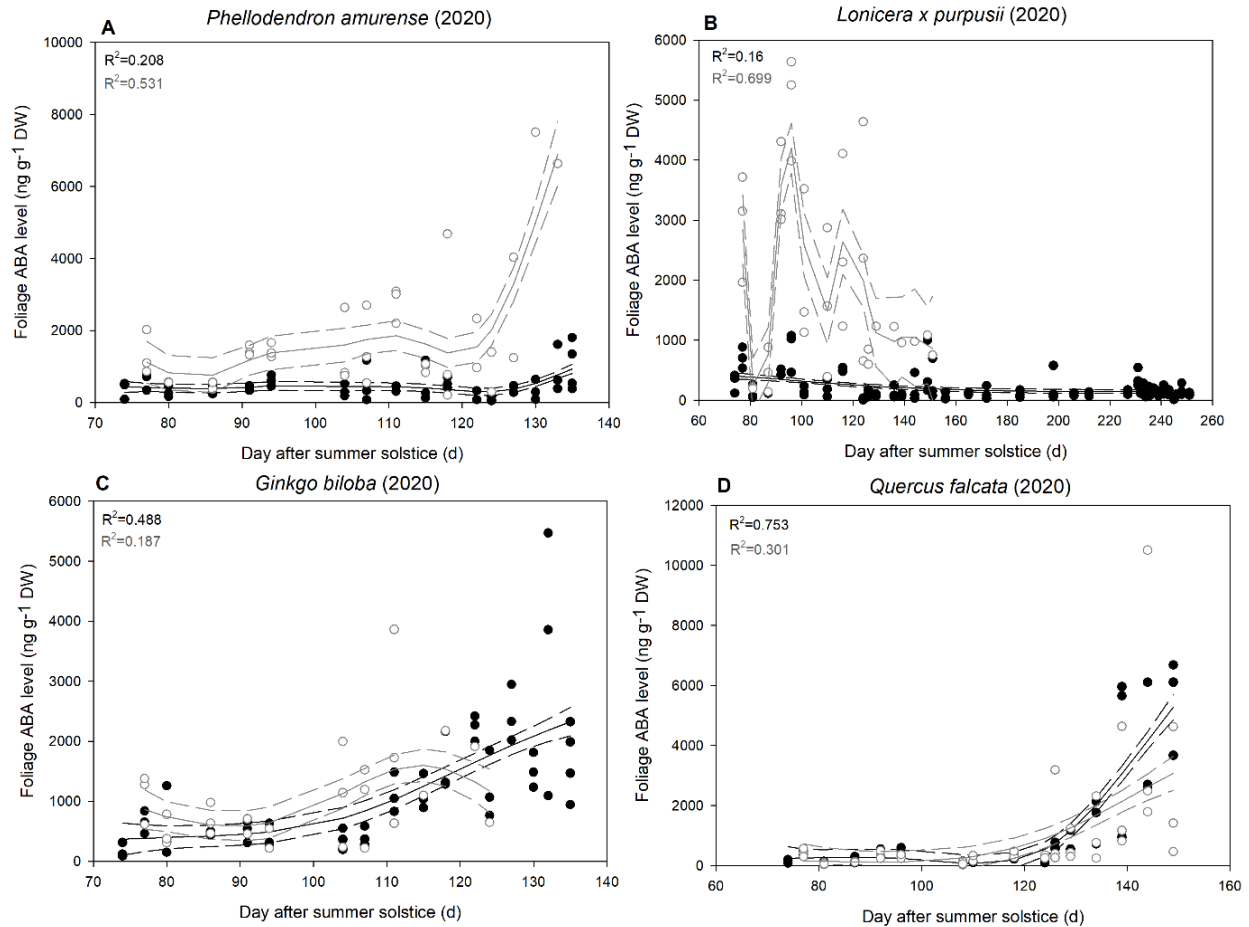 A
Phellodendron amurense (2020)
R²=0.208
R²=0.531
Foliage ABA level (ng g⁻¹ DW)
10000
8000
6000
4000
2000
0
70 80 90 100 110 120 130 140
Day after summer solstice (d)
B
Lonicera x purpusii (2020)
R²=0.16
R²=0.699
Foliage ABA level (ng g⁻¹ DW)
6000
5000
4000
3000
2000
1000
0
60 80 100 120 140 160 180 200 220 240 260
Day after summer solstice (d)
C
Ginkgo biloba (2020)
R²=0.488
R²=0.187
Foliage ABA level (ng g⁻¹ DW)
6000
5000
4000
3000
2000
1000
0
70 80 90 100 110 120 130 140
Day after summer solstice (d)
D
Quercus falcata (2020)
R²=0.753
R²=0.301
Foliage ABA level (ng g⁻¹ DW)
12000
10000
8000
6000
4000
2000
0
60 80 100 120 140 160
Day after summer solstice (d)